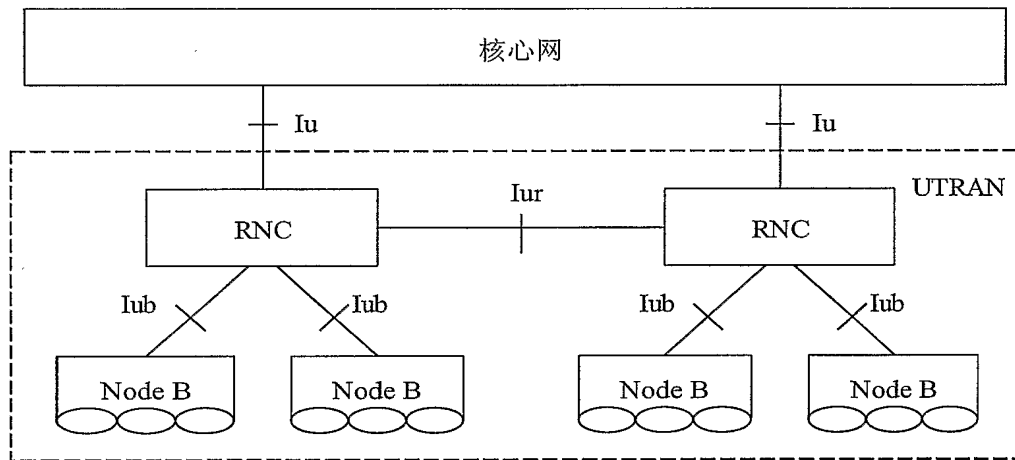 核心网
Iu
Iu
UTRAN
Iur
RNC
RNC
Iub
Iub
Iub
Iub
Node B
Node B
Node B
Node B